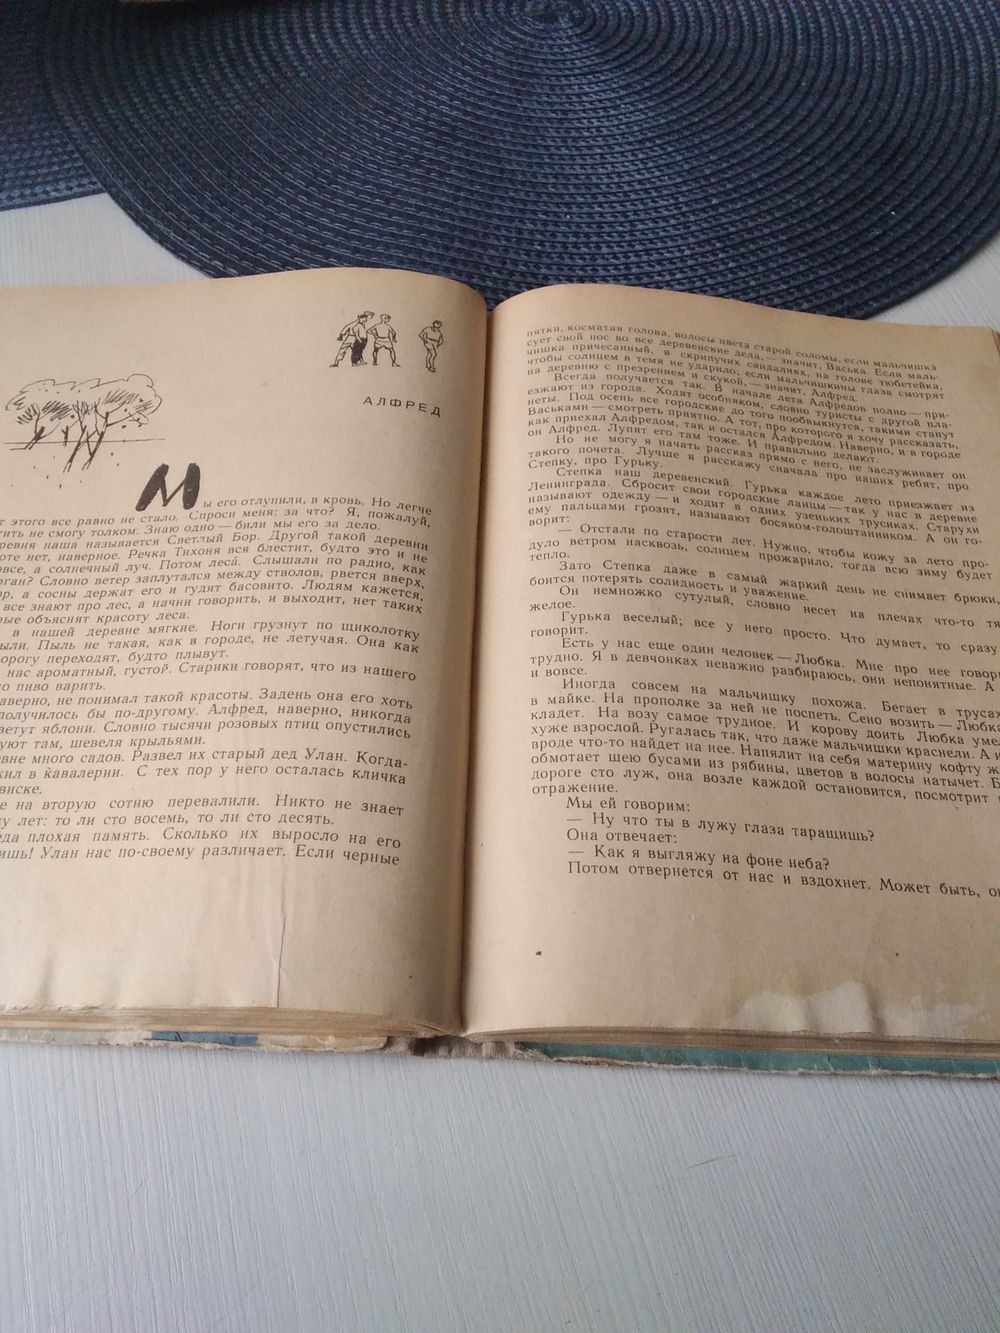 АЛФРЕД
Мы его отлупили, в кровь. Но легче
от этого все равно не стало. Спроси меня: за что? Я, пожалуй,
не смогу толком. Знаю одно — били мы его за дело.
деревня наша называется Светлый Бор. Другой такой деревни
нет, наверное. Речка Тихоня вся блестит, будто это и не
вовсе, а солнечный луч. Потом леса́. Слышали по радио, как
орган? Словно ветер заплутался между стволов, рвется вверх,
а сосны держат его и гудят басовито. Людям кажется,
все знают про лес, а начни говорить, и выходит, нет таких
объяснят красоту леса.
в нашей деревне мягкие. Ноги грузнут по щиколотку
пыли. Пыль не такая, как в городе, не летучая. Она как
дорогу переходят, будто плывут.
нас ароматный, густой. Старики говорят, что из нашего
пиво варить.
наверно, не понимал такой красоты. Задень она его хоть
получилось бы по-другому. Алфред, наверно, никогда
цветут яблони. Словно тысячи розовых птиц опустились
там, шевеля крыльями.
много садов. Развел их старый дед Улан. Когда-
в кавалерии. С тех пор у него осталась кличка
на вторую сотню перевалили. Никто не знает
лет: то ли сто восемь, то ли сто десять.
плохая память. Сколько их выросло на его
Улан нас по-своему различает. Если черные
пятки, косматая голова, волосы цвета старой соломы, если мальчишка
сует свой нос во все деревенские дела, — значит, Васька. Если маль-
чишка причесанный, в скрипучих сандалиях, на голове тюбетейка,
чтобы солнцем в темя не ударило; если мальчишкины глаза смотрят
на деревню с презрением и скукой, — значит, Алфред.
Всегда получается так. В начале лета Алфредов полно — при-
езжают из города. Ходят особняком, словно туристы с другой пла-
неты. Под осень все городские до того пообвыкнутся, такими станут
Васьками — смотреть приятно. А тот, про которого я хочу рассказать,
как приехал Алфредом, так и остался Алфредом. Наверно, и в городе
он Алфред. Лупят его там тоже. И правильно делают.
Но не могу я начать рассказ прямо с него, не заслуживает он
такого почета. Лучше я расскажу сначала про наших ребят, про
Степку, про Гурьку.
Степка наш деревенский. Гурька каждое лето приезжает из
Ленинграда. Сбросит свои городские ланцы — так у нас в деревне
называют одежду — и ходит в одних узеньких трусиках. Старухи
ему пальцами грозят, называют босяком-голоштанником. А он го-
ворит:
— Отстали по старости лет. Нужно, чтобы кожу за лето про-
дуло ветром насквозь, солнцем прожарило, тогда всю зиму будет
тепло.
Зато Степка даже в самый жаркий день не снимает брюки,
боится потерять солидность и уважение.
Он немножко сутулый, словно несет на плечах что-то тя-
желое.
Гурька веселый; все у него просто. Что думает, то сразу
говорит.
Есть у нас еще один человек — Любка. Мне про нее говори
трудно. Я в девчонках неважно разбираюсь, они непонятные. А
и вовсе.
Иногда совсем на мальчишку похожа. Бегает в трусах
в майке. На прополке за ней не поспеть. Сено возить — Любка
кладет. На возу самое трудное. И корову доить Любка уме
хуже взрослой. Ругалась так, что даже мальчишки краснели. А и
вроде что-то найдет на нее. Напялит на себя материну кофту ж
обмотает шею бусами из рябины, цветов в волосы натычет. Б
дороге сто луж, она возле каждой остановится, посмотрит
отражение.
Мы ей говорим:
— Ну что ты в лужу глаза таращишь?
Она отвечает:
— Как я выгляжу на фоне неба?
Потом отвернется от нас и вздохнет. Может быть, он